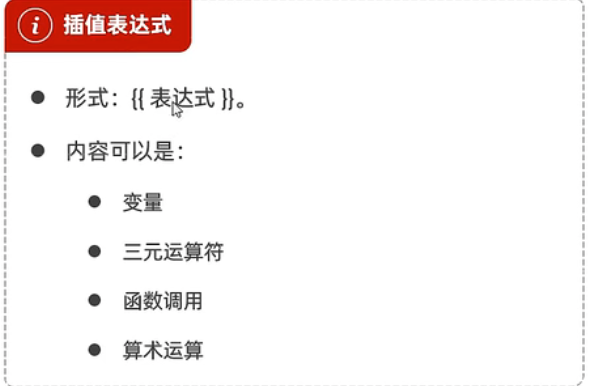 插值表达式
形式：{{ 表达式 }}。
内容可以是：
变量
三元运算符
函数调用
算术运算